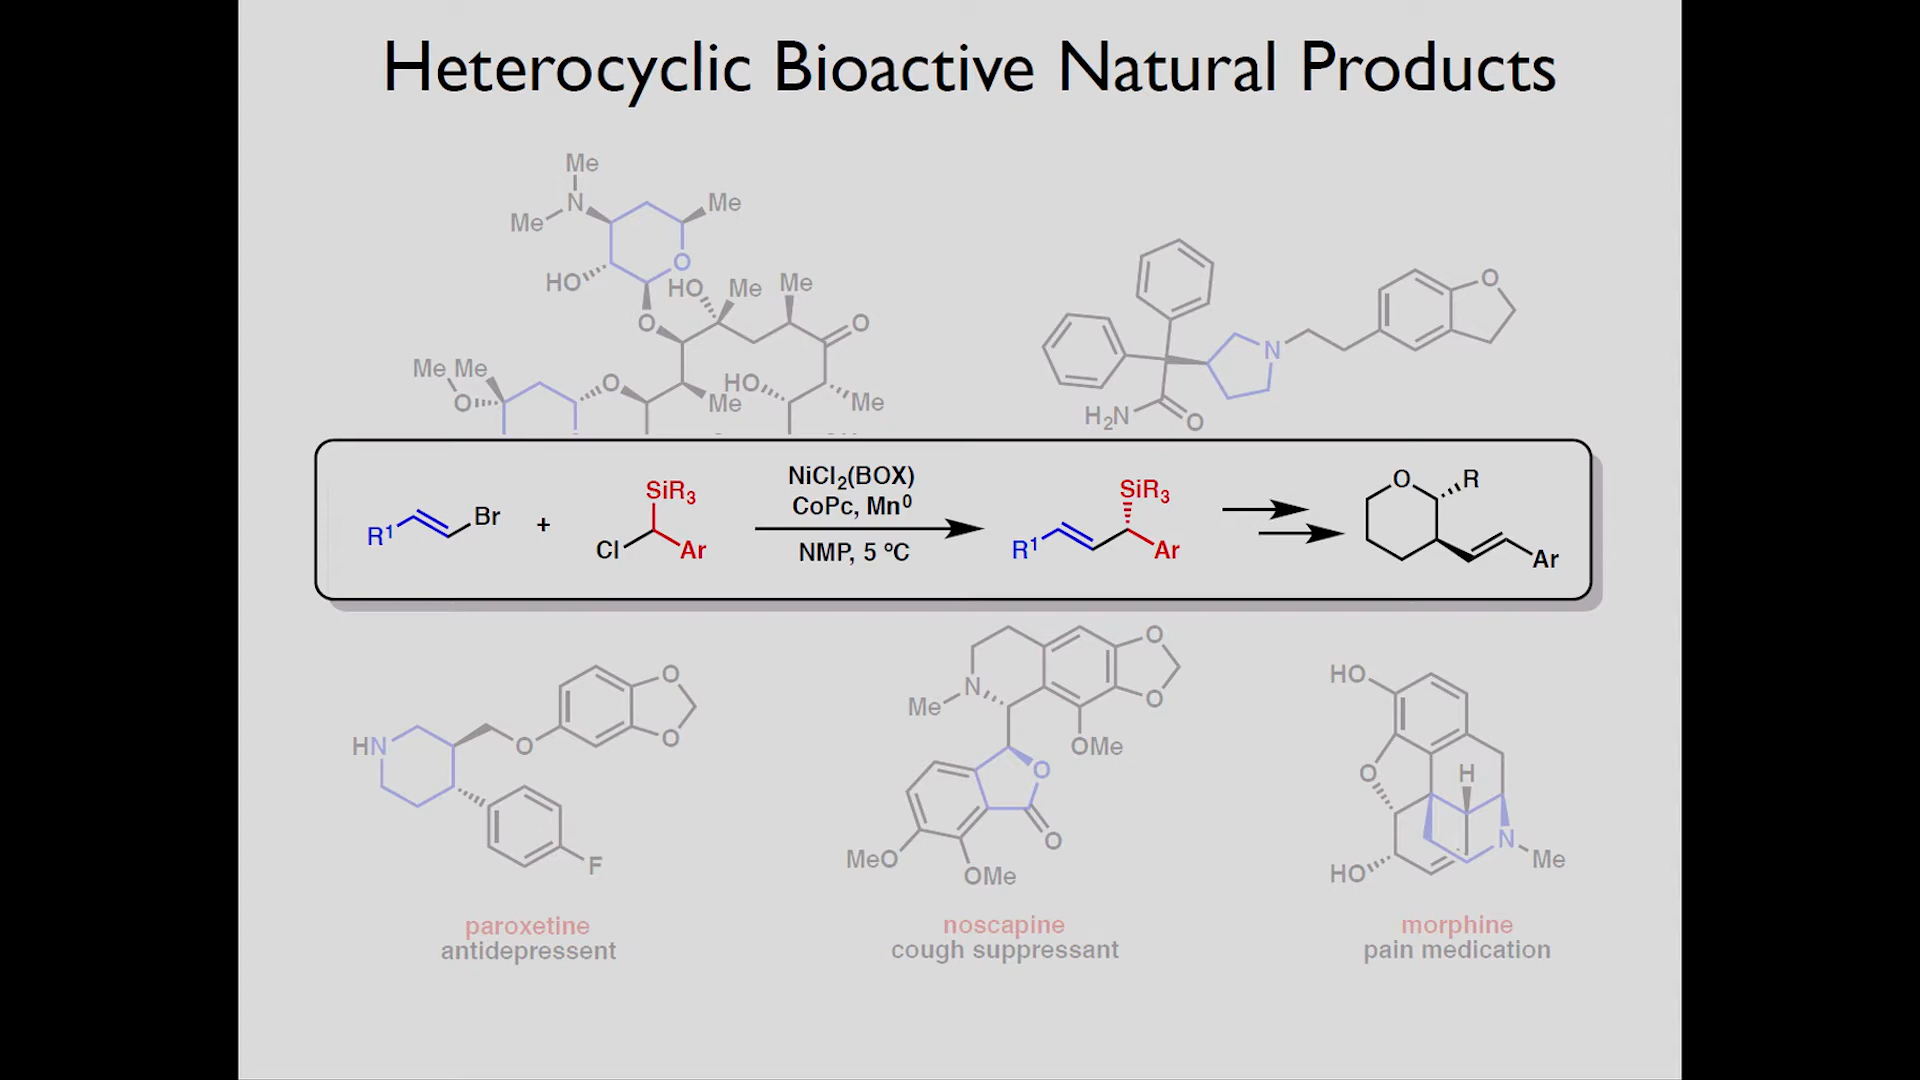 Heterocyclic Bioactive Natural Products
Me
N
Me
Me
O
HO
HO
Me
Me
O
O
Me
Me
O
HO
O
Me
Me
O
N
H2N
O
R1
Br
+
SiR3
Cl
Ar
NiCl2(BOX)
CoPc, Mn0
NMP, 5 ºC
SiR3
R1
Ar
O
R
Ar
HN
O
O
O
F
N
Me
O
O
OMe
O
O
MeO
OMe
HO
O
H
N
Me
HO
paroxetine
antidepressent
noscapine
cough suppressant
morphine
pain medication